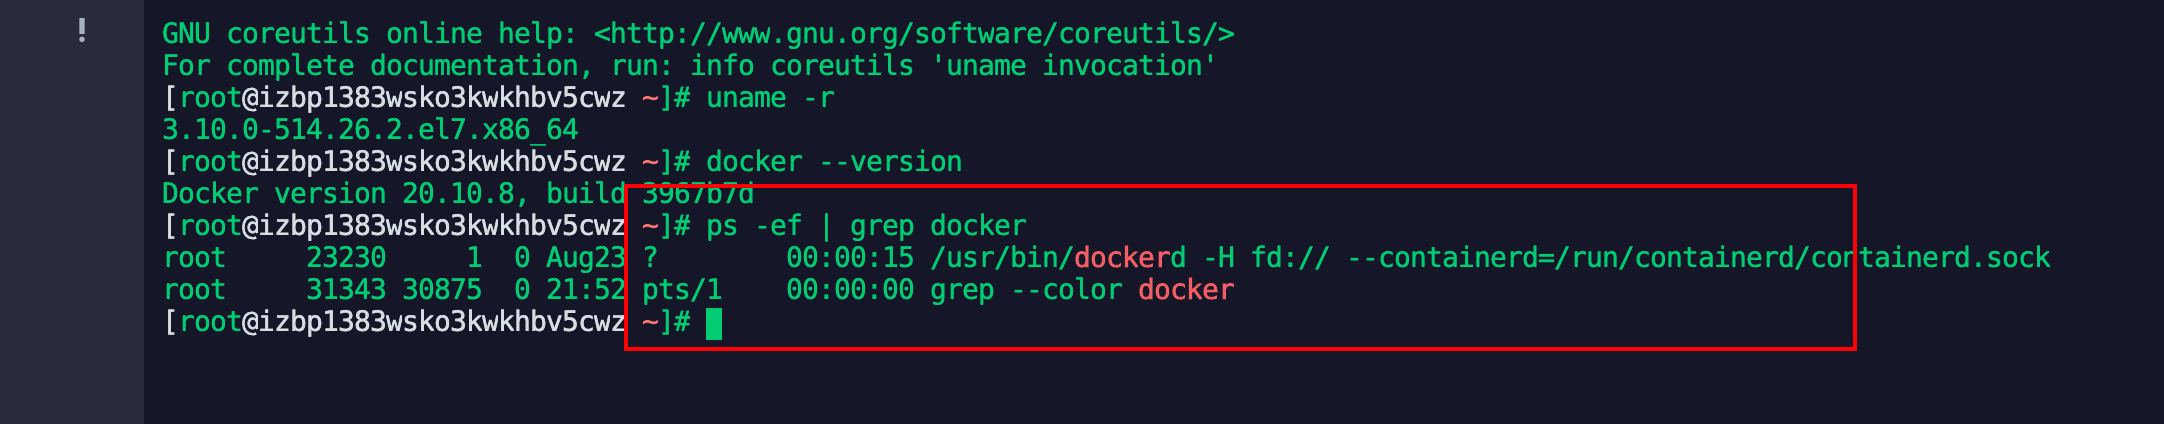 !
GNU coreutils online help: <http://www.gnu.org/software/coreutils/>
For complete documentation, run: info coreutils 'uname invocation'
[root@izbp1383wsko3kwkhbv5cwz ~]# uname -r
3.10.0-514.26.2.el7.x86_64
[root@izbp1383wsko3kwkhbv5cwz ~]# docker --version
Docker version 20.10.8, build 3967b7d
[root@izbp1383wsko3kwkhbv5cwz ~]# ps -ef | grep docker
root     23230     1  0 Aug23 ?        00:00:15 /usr/bin/dockerd -H fd:// --containerd=/run/containerd/containerd.sock
root     31343 30875  0 21:52 pts/1    00:00:00 grep --color docker
[root@izbp1383wsko3kwkhbv5cwz ~]#